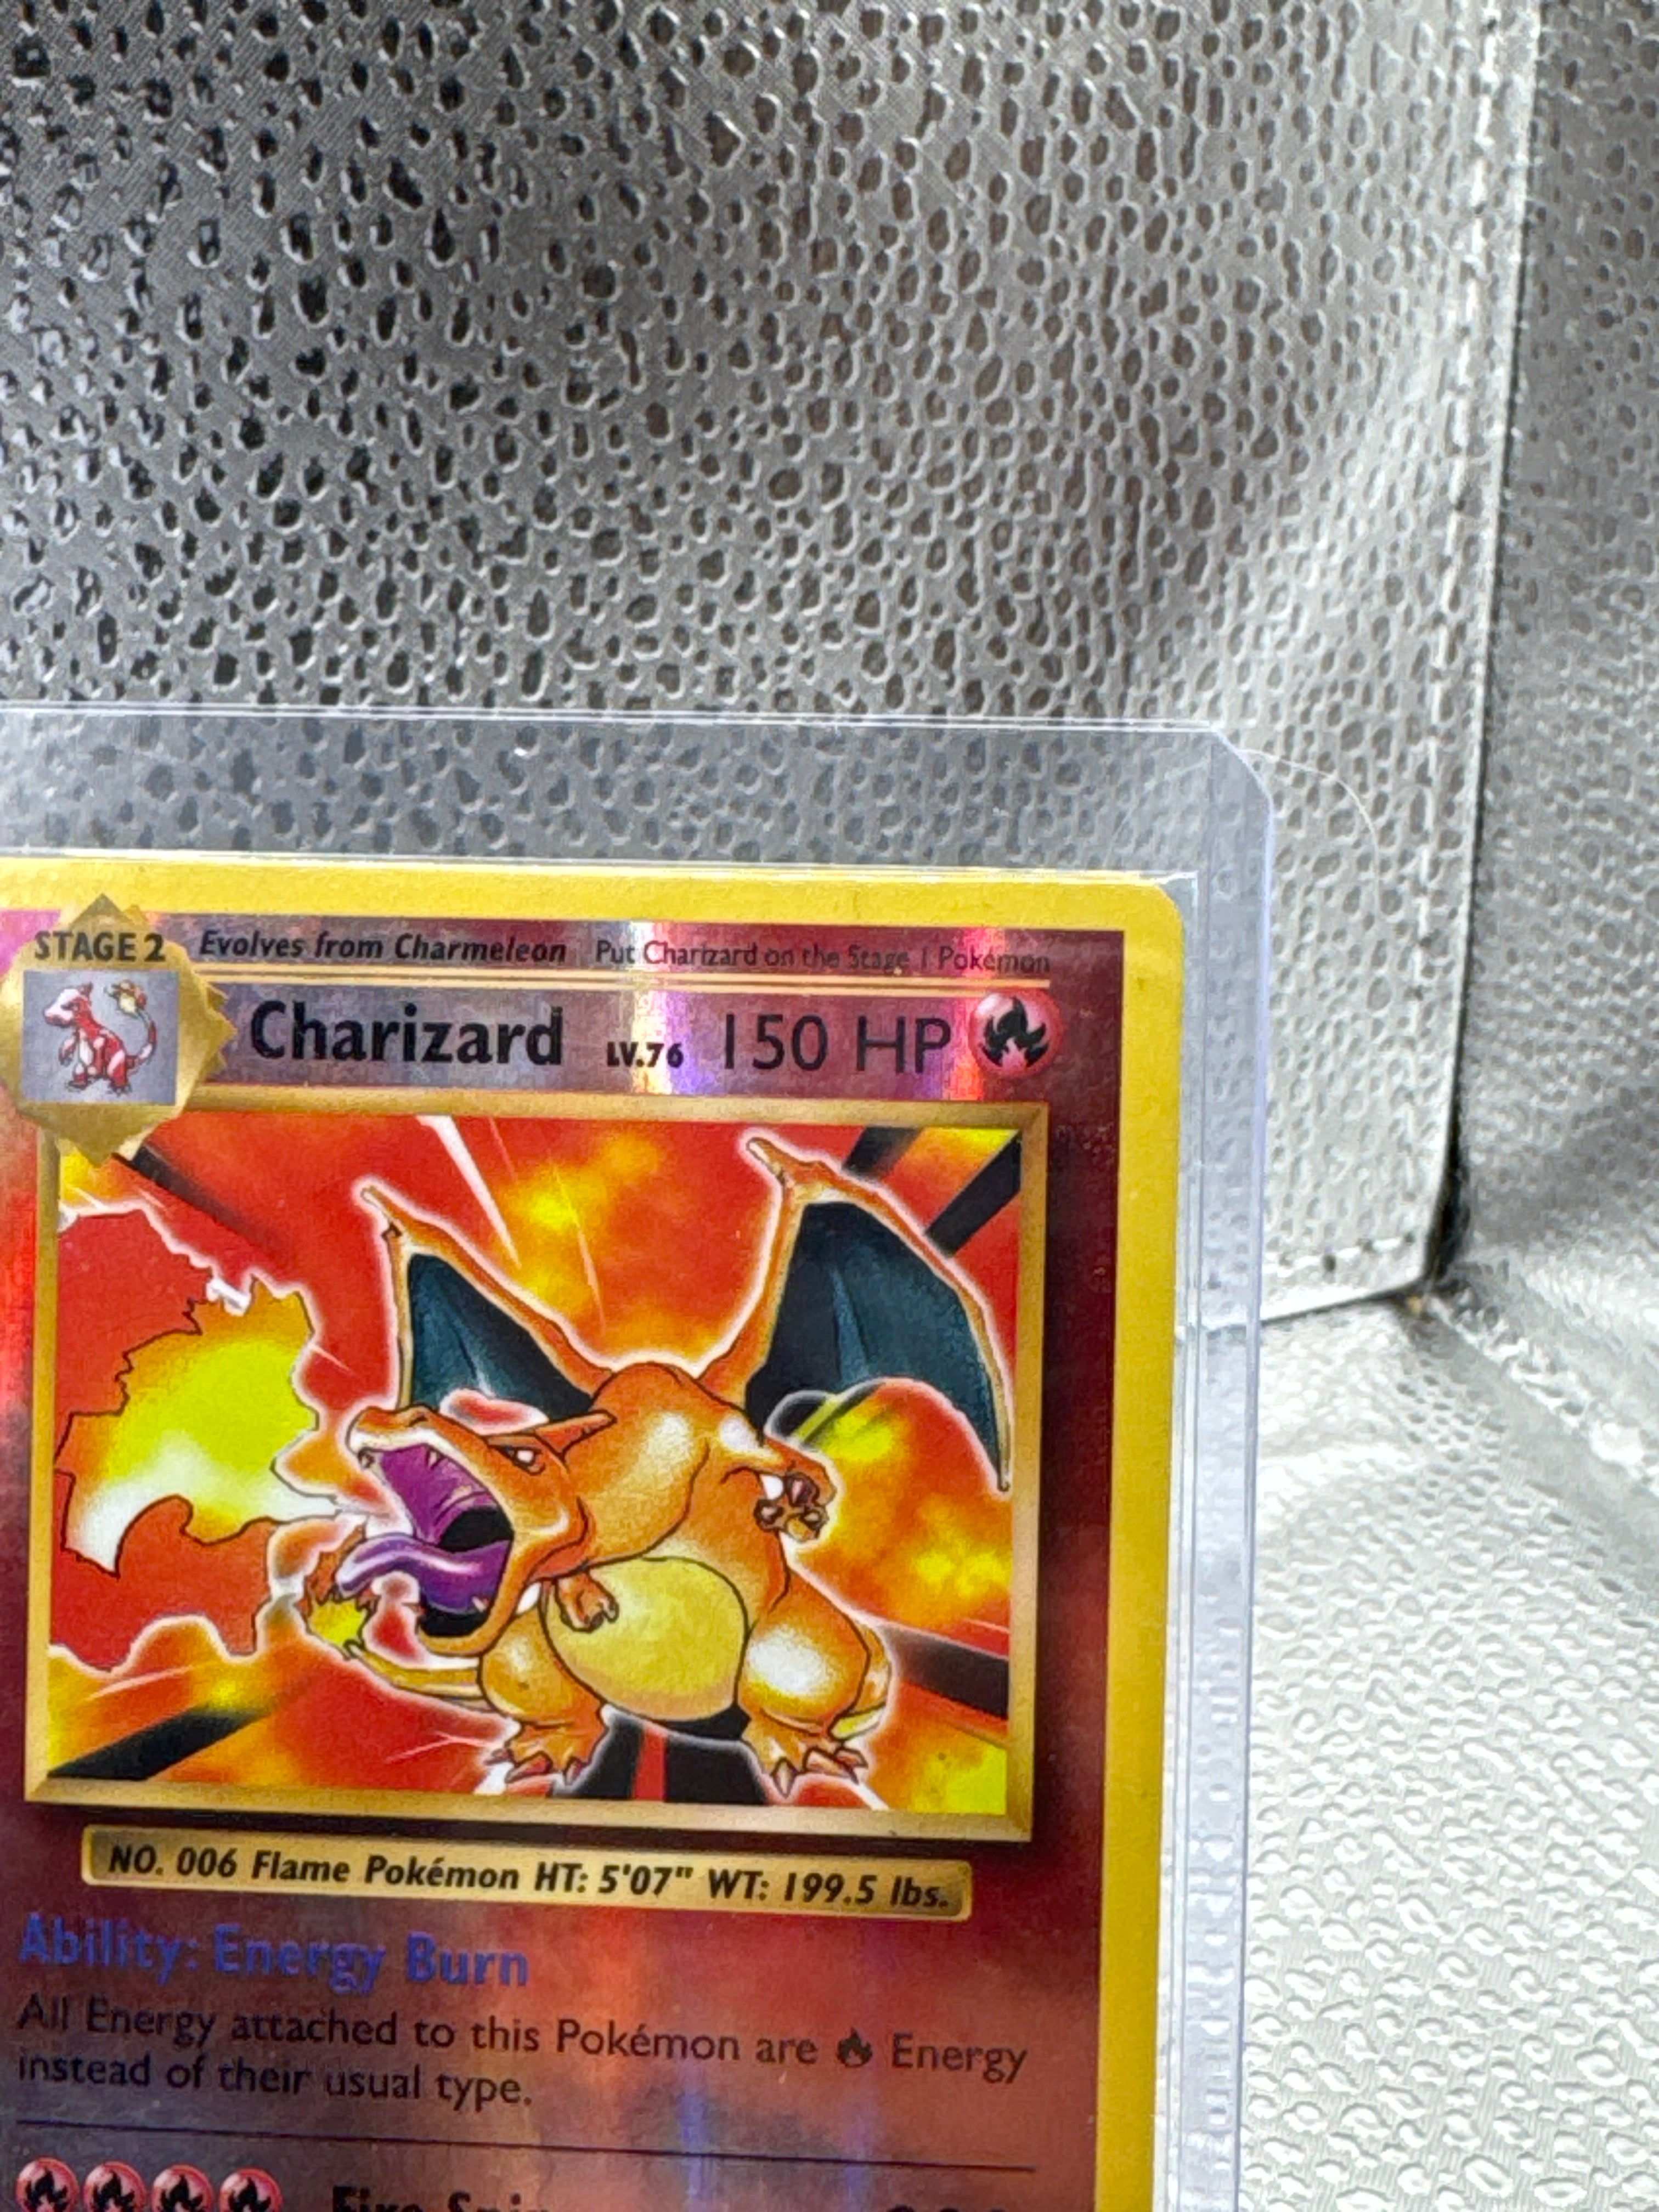 STAGE 2 Evolves from Charmeleon Put Charizard on the Stage 1 Pokémon
Charizard LV.76 150 HP
NO. 006 Flame Pokémon HT: 5'07" WT: 199.5 lbs.
Ability: Energy Burn
All Energy attached to this Pokémon are Energy
instead of their usual type.
Fire Spin